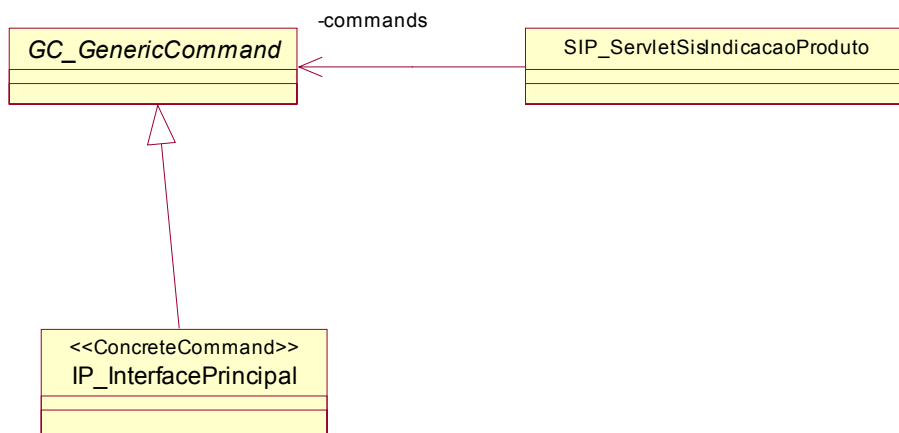 -commands
GC_GenericCommand
SIP_ServletSisIndicacaoProduto
<<ConcreteCommand>>
IP_InterfacePrincipal